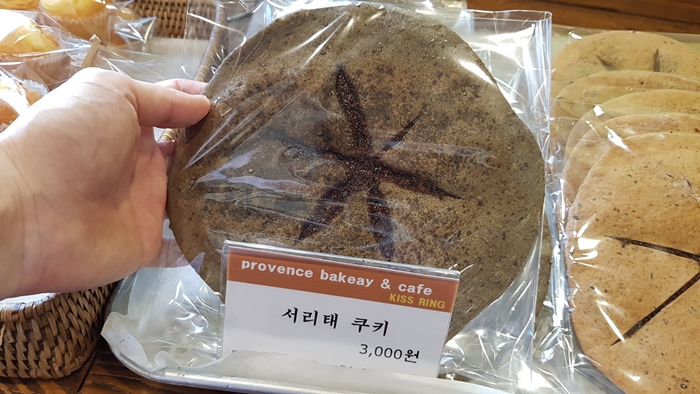 provence bakeay & cafe
KISS RING
서리태 쿠키
3,000원